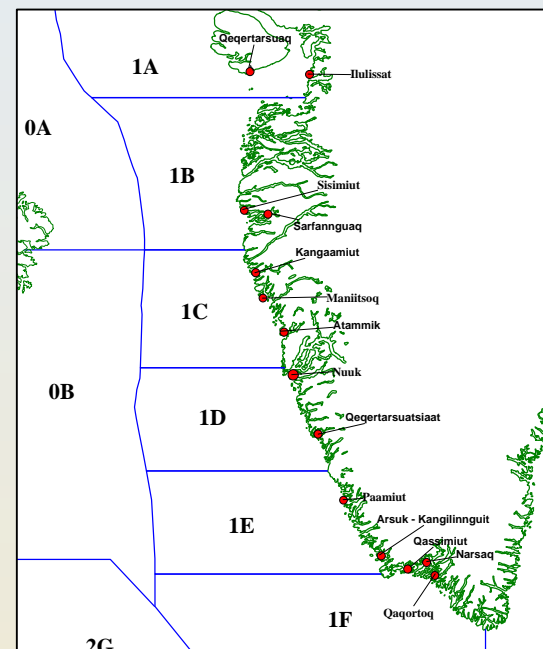 Qeqertarsuaq
1A
Ilulissat
0A
1B
Sisimiut
Sarfannguaq
Kangaamiut
Maniitsoq
1C
Atammik
Nuuk
0B
1D
Qeqertarsuatsiaat
Paamiut
Arsuk - Kangilinnguit
1E
Qassimiut
Narsaq
Qaqortoq
1F
2G